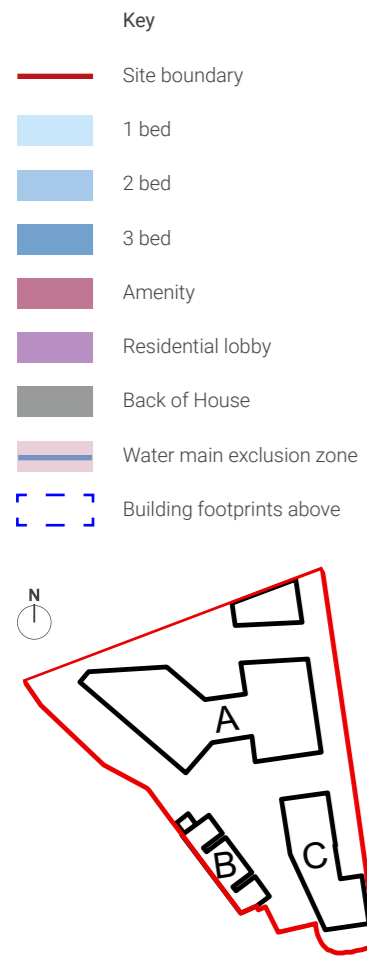 Key
Site boundary
1 bed
2 bed
3 bed
Amenity
Residential lobby
Back of House
Water main exclusion zone
Building footprints above
N
A
B
C